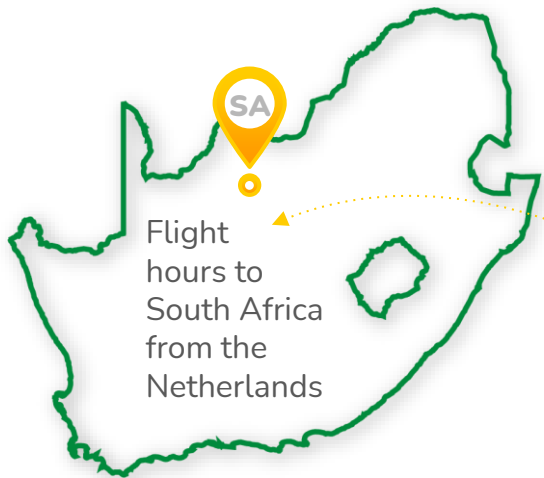 SA
Flight
hours to
South Africa
from the
Netherlands